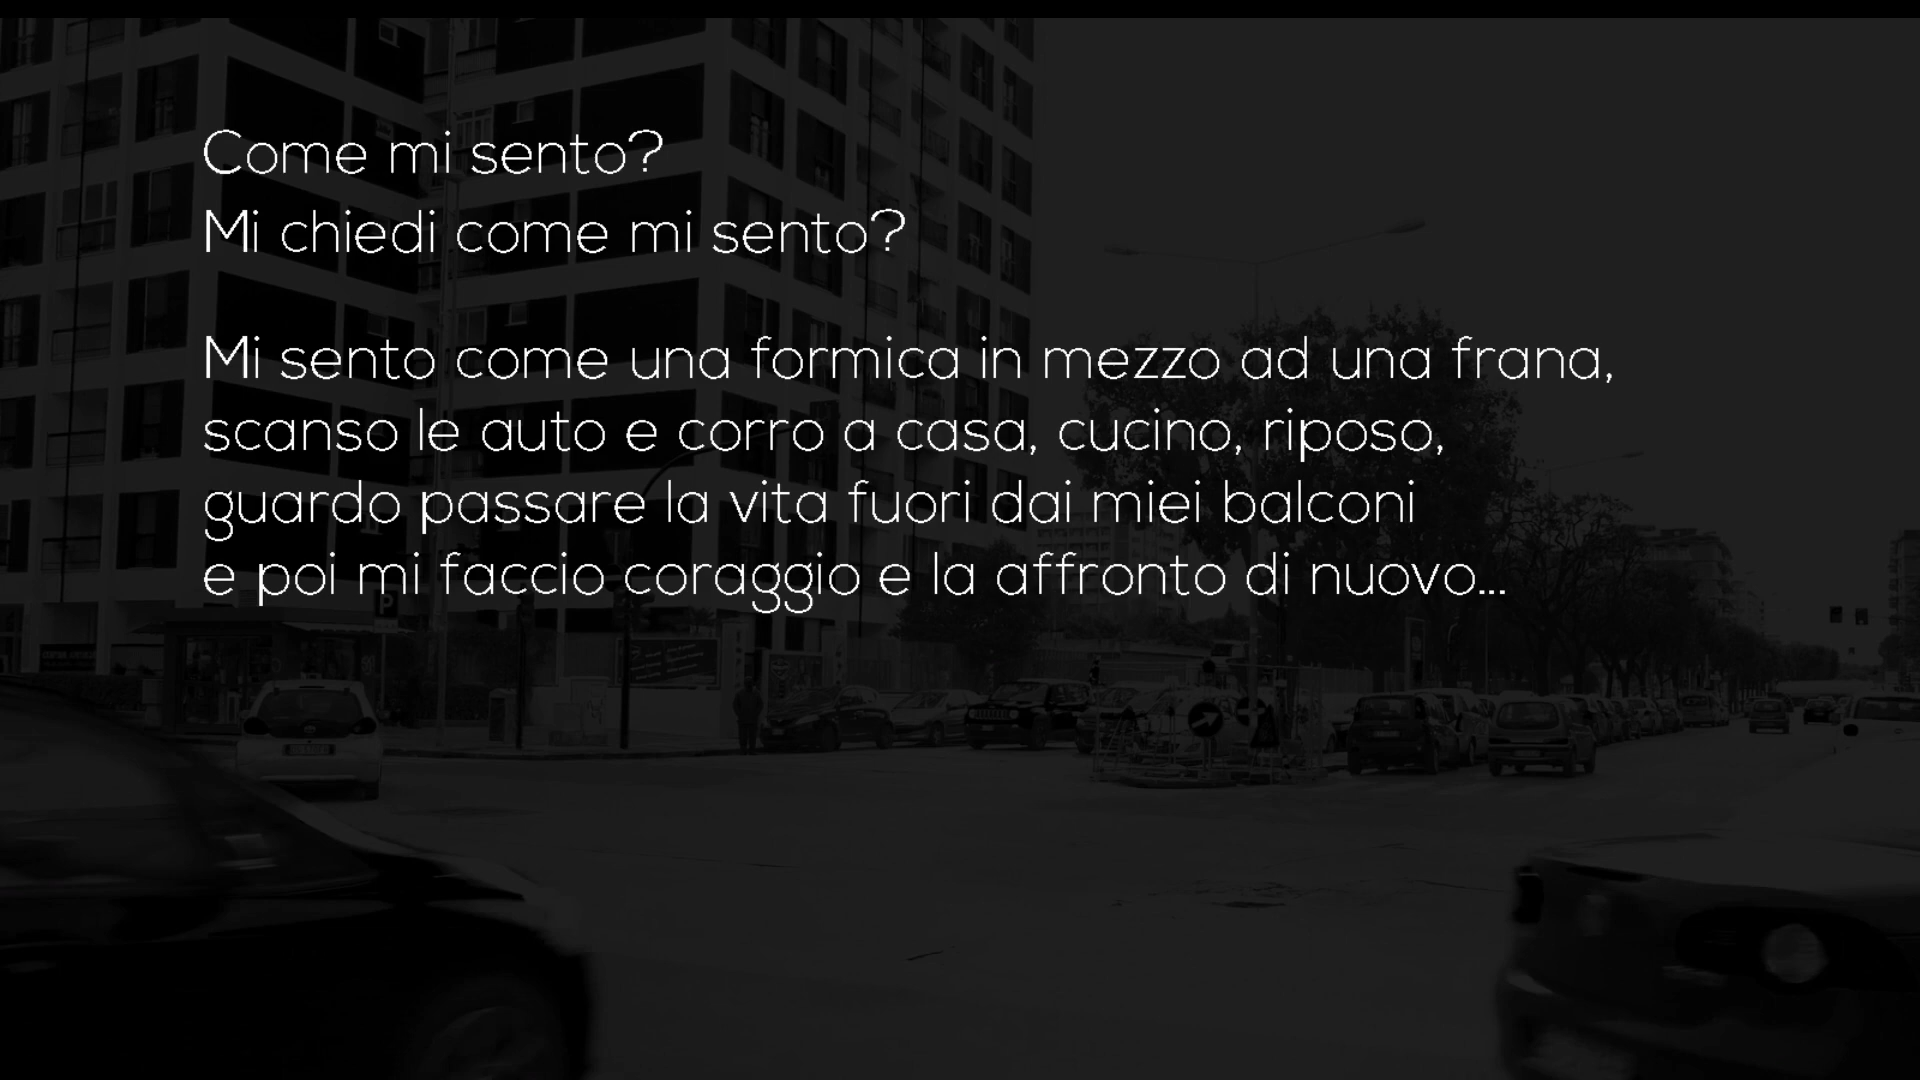 Come mi sento?
Mi chiedi come mi sento?
Mi sento come una formica in mezzo ad una frana,
scanso le auto e corro a casa, cucino, riposo,
guardo passare la vita fuori dai miei balconi
e poi mi faccio coraggio e la affronto di nuovo...
P